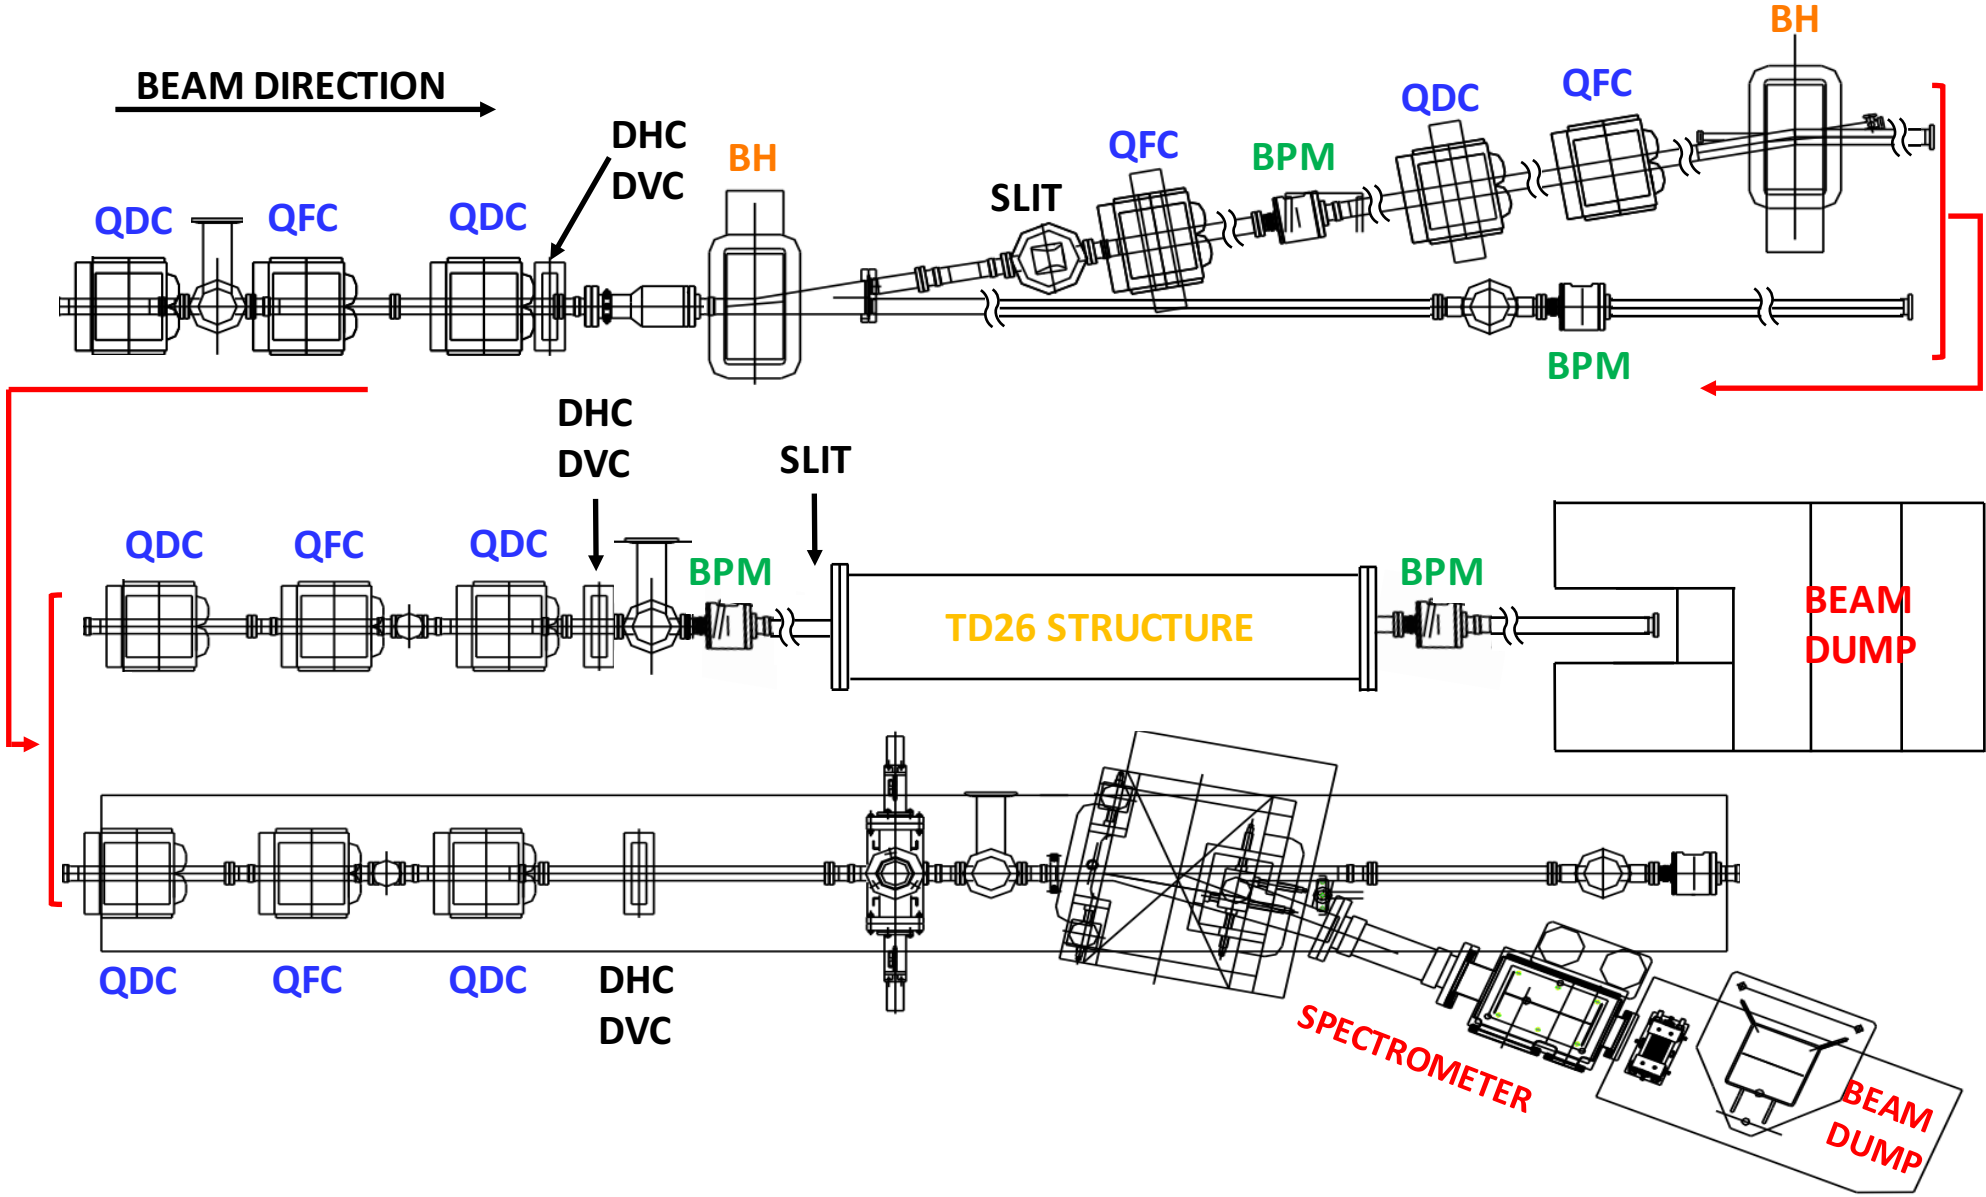 BH
BEAM DIRECTION
QFC
QDC
DHC
DVC
QFC
BPM
BH
SLIT
QDC
QFC
QDC
BPM
DHC
DVC
SLIT
QDC
QFC
QDC
BPM
BPM
TD26 STRUCTURE
BEAM
DUMP
QDC
QFC
QDC
DHC
DVC
SPECTROMETER
BEAM
DUMP